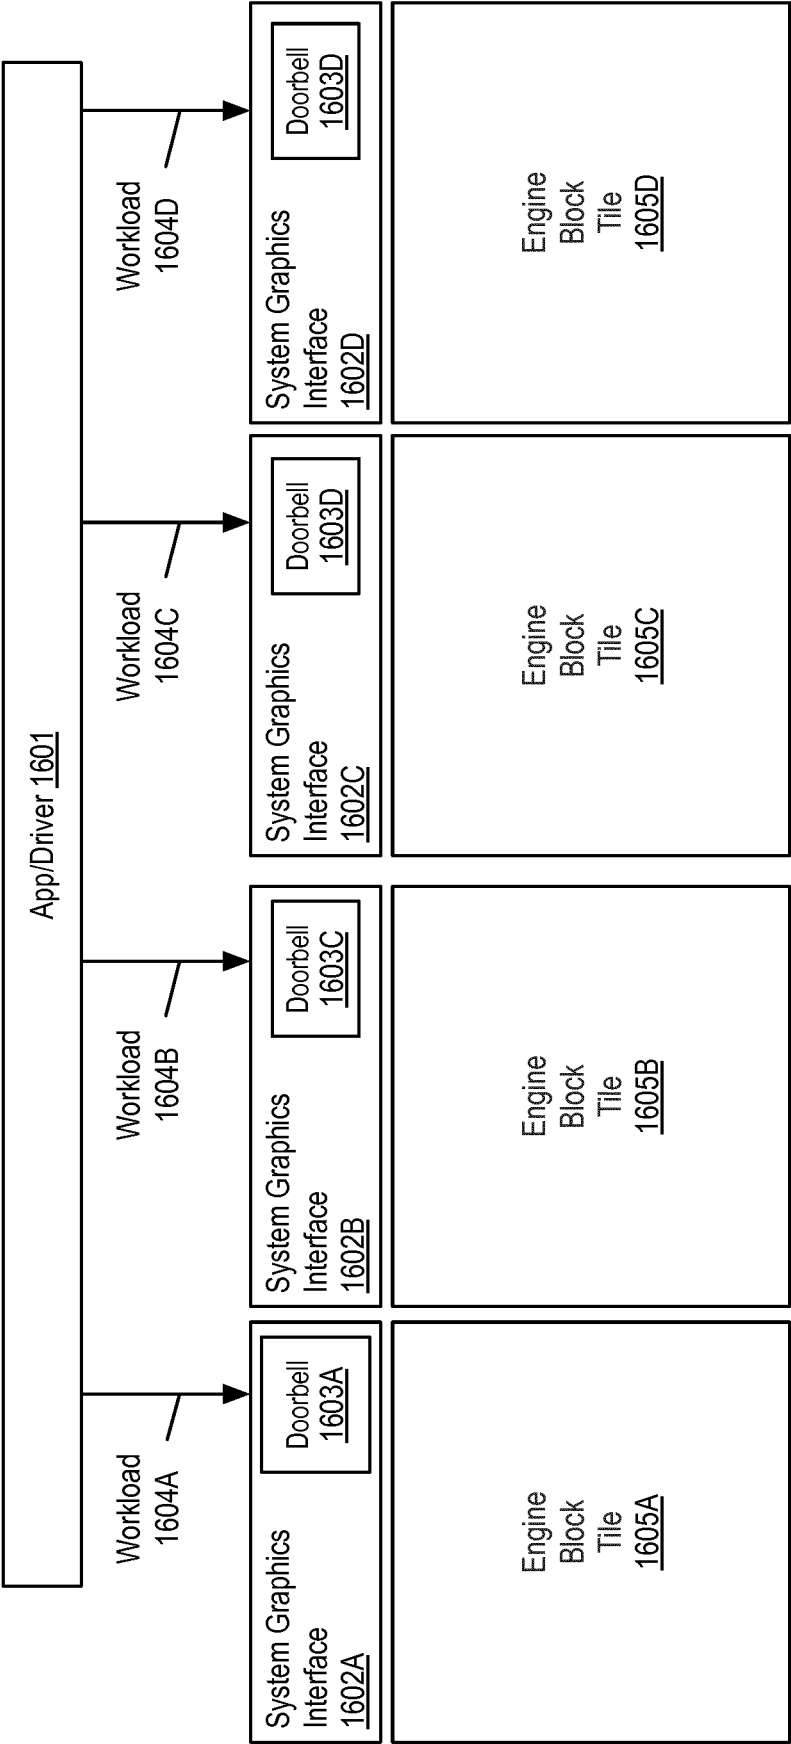 App/Driver 1601
Workload
1604A
Workload
1604B
Workload
1604C
Workload
1604D
System Graphics
Interface
1602A
Doorbell
1603A
System Graphics
Interface
1602B
Doorbell
1603C
System Graphics
Interface
1602C
Doorbell
1603D
System Graphics
Interface
1602D
Doorbell
1603D
Engine
Block
Tile
1605A
Engine
Block
Tile
1605B
Engine
Block
Tile
1605C
Engine
Block
Tile
1605D